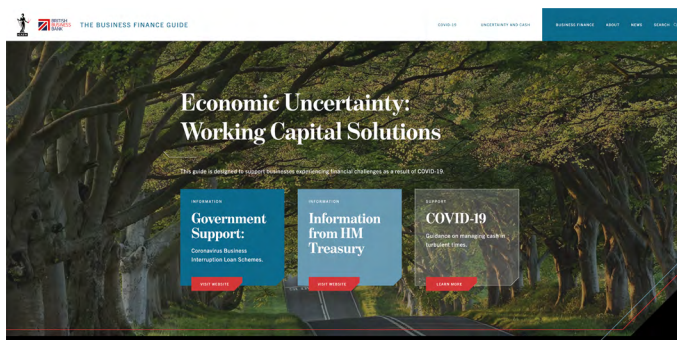 BRITISH
BUSINESS
BANK
THE BUSINESS FINANCE GUIDE
COVID-19
UNCERTAINTY AND CASH
BUSINESS FINANCE
ABOUT
NEWS
SEARCH
Economic Uncertainty:
Working Capital Solutions
This guide is designed to support businesses experiencing financial challenges as a result of COVID-19.
INFORMATION
Government
Support:
Coronavirus Business
Interruption Loan Schemes.
VISIT WEBSITE
INFORMATION
Information
from HM
Treasury
VISIT WEBSITE
SUPPORT
COVID-19
Guidance on managing cash in
turbulent times.
LEARN MORE